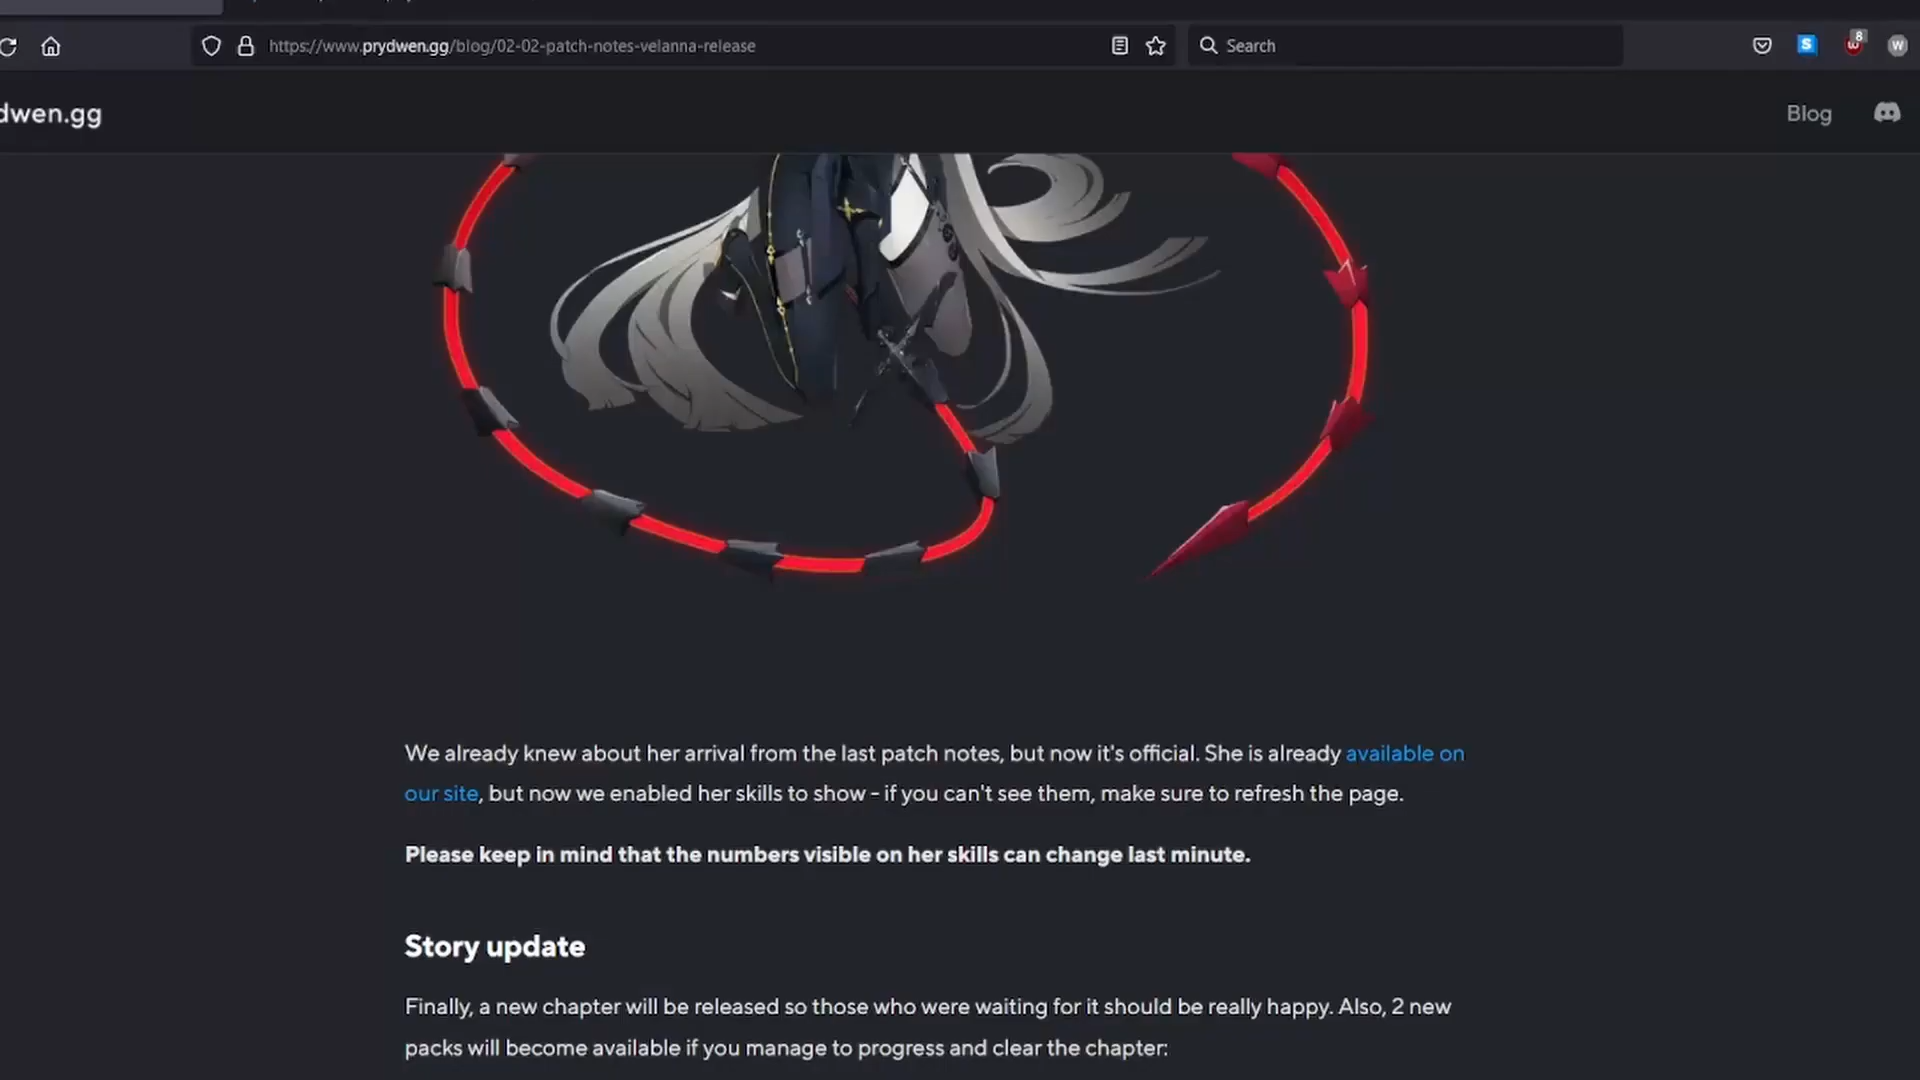 https://www.prydwen.gg/blog/02-02-patch-notes-velanna-release
Search
S
8
W
dwen.gg
Blog
We already knew about her arrival from the last patch notes, but now it's official. She is already available on
our site, but now we enabled her skills to show - if you can't see them, make sure to refresh the page.
Please keep in mind that the numbers visible on her skills can change last minute.
Story update
Finally, a new chapter will be released so those who were waiting for it should be really happy. Also, 2 new
packs will become available if you manage to progress and clear the chapter: